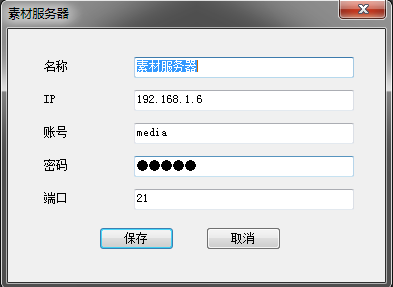 素材服务器
名称 素材服务器
IP 192.168.1.6
账号 media
密码 ●●●●●
端口 21
保存 取消